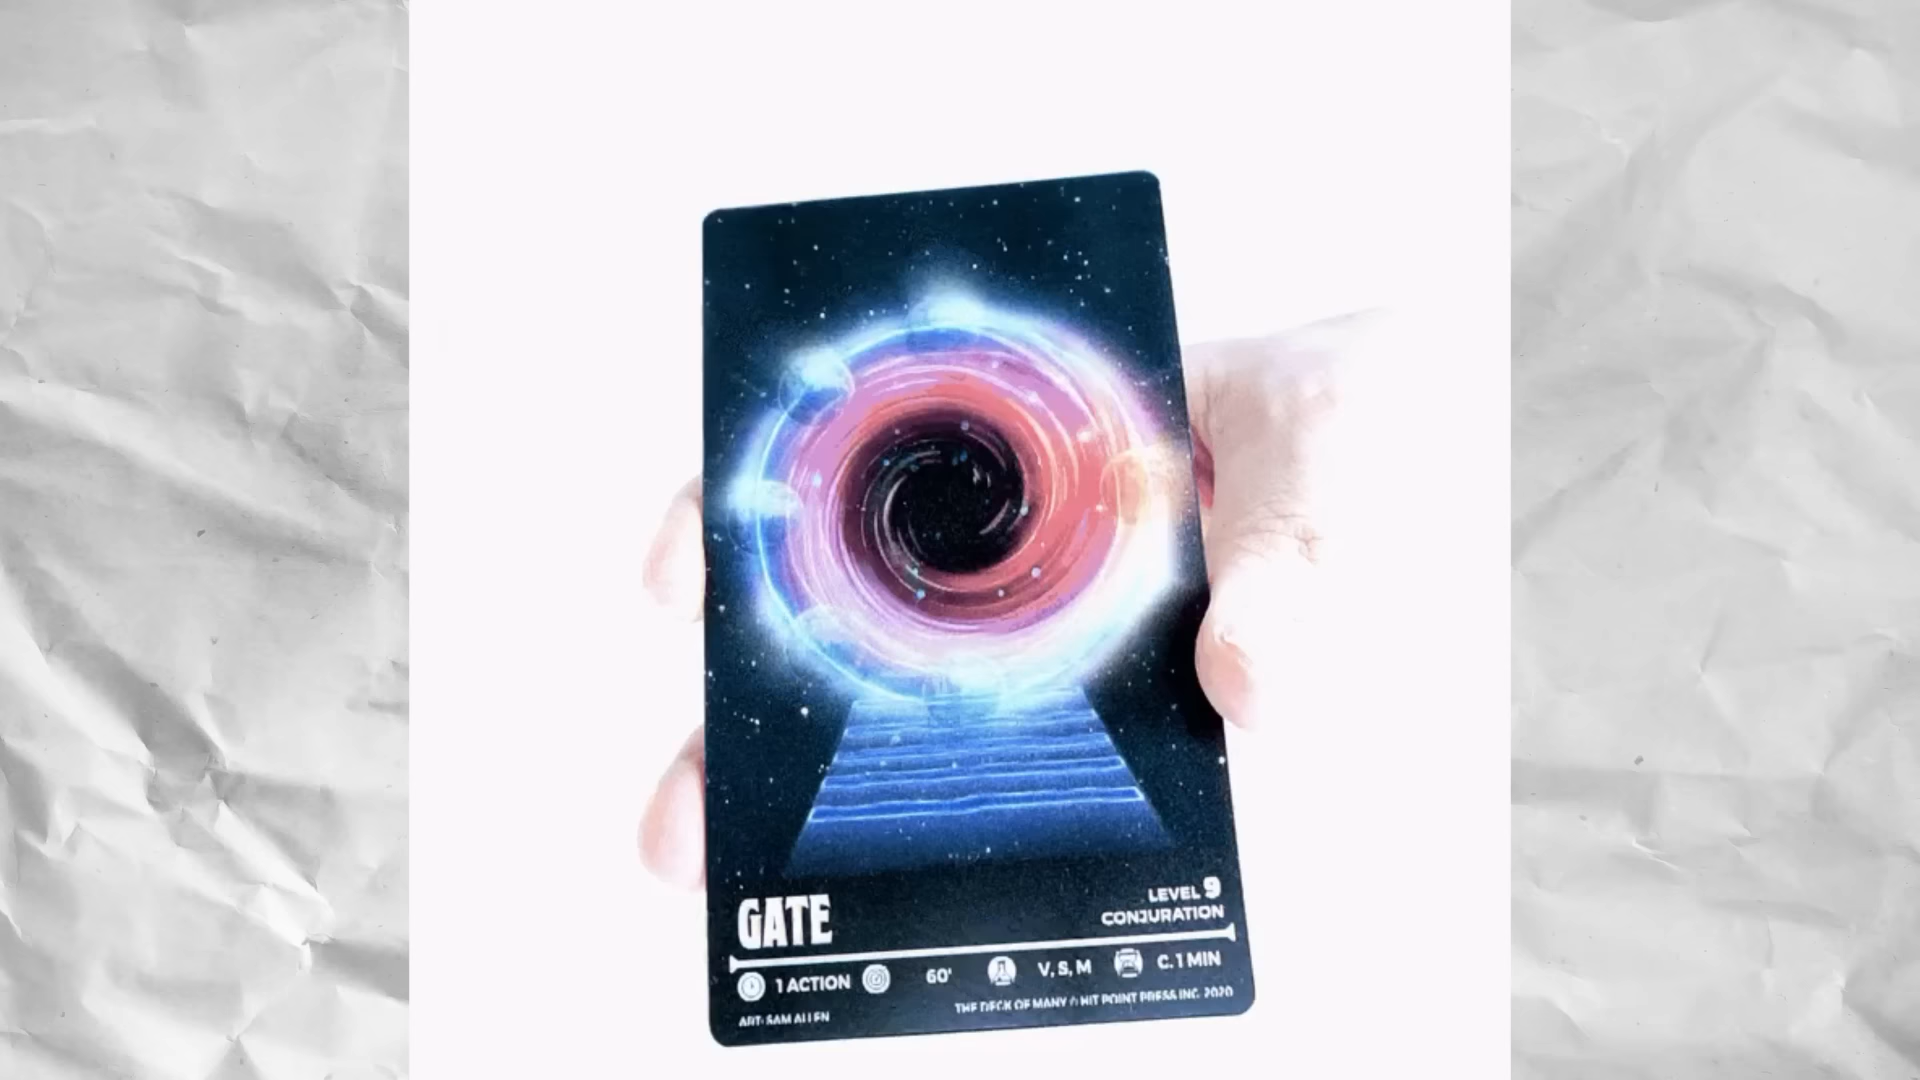 GATE
LEVEL 9
CONJURATION
1 ACTION 60' V, S, M C. 1 MIN
THE DECK OF MANY © HIT POINT PRESS INC. 2020
ART: SAM ALLEN